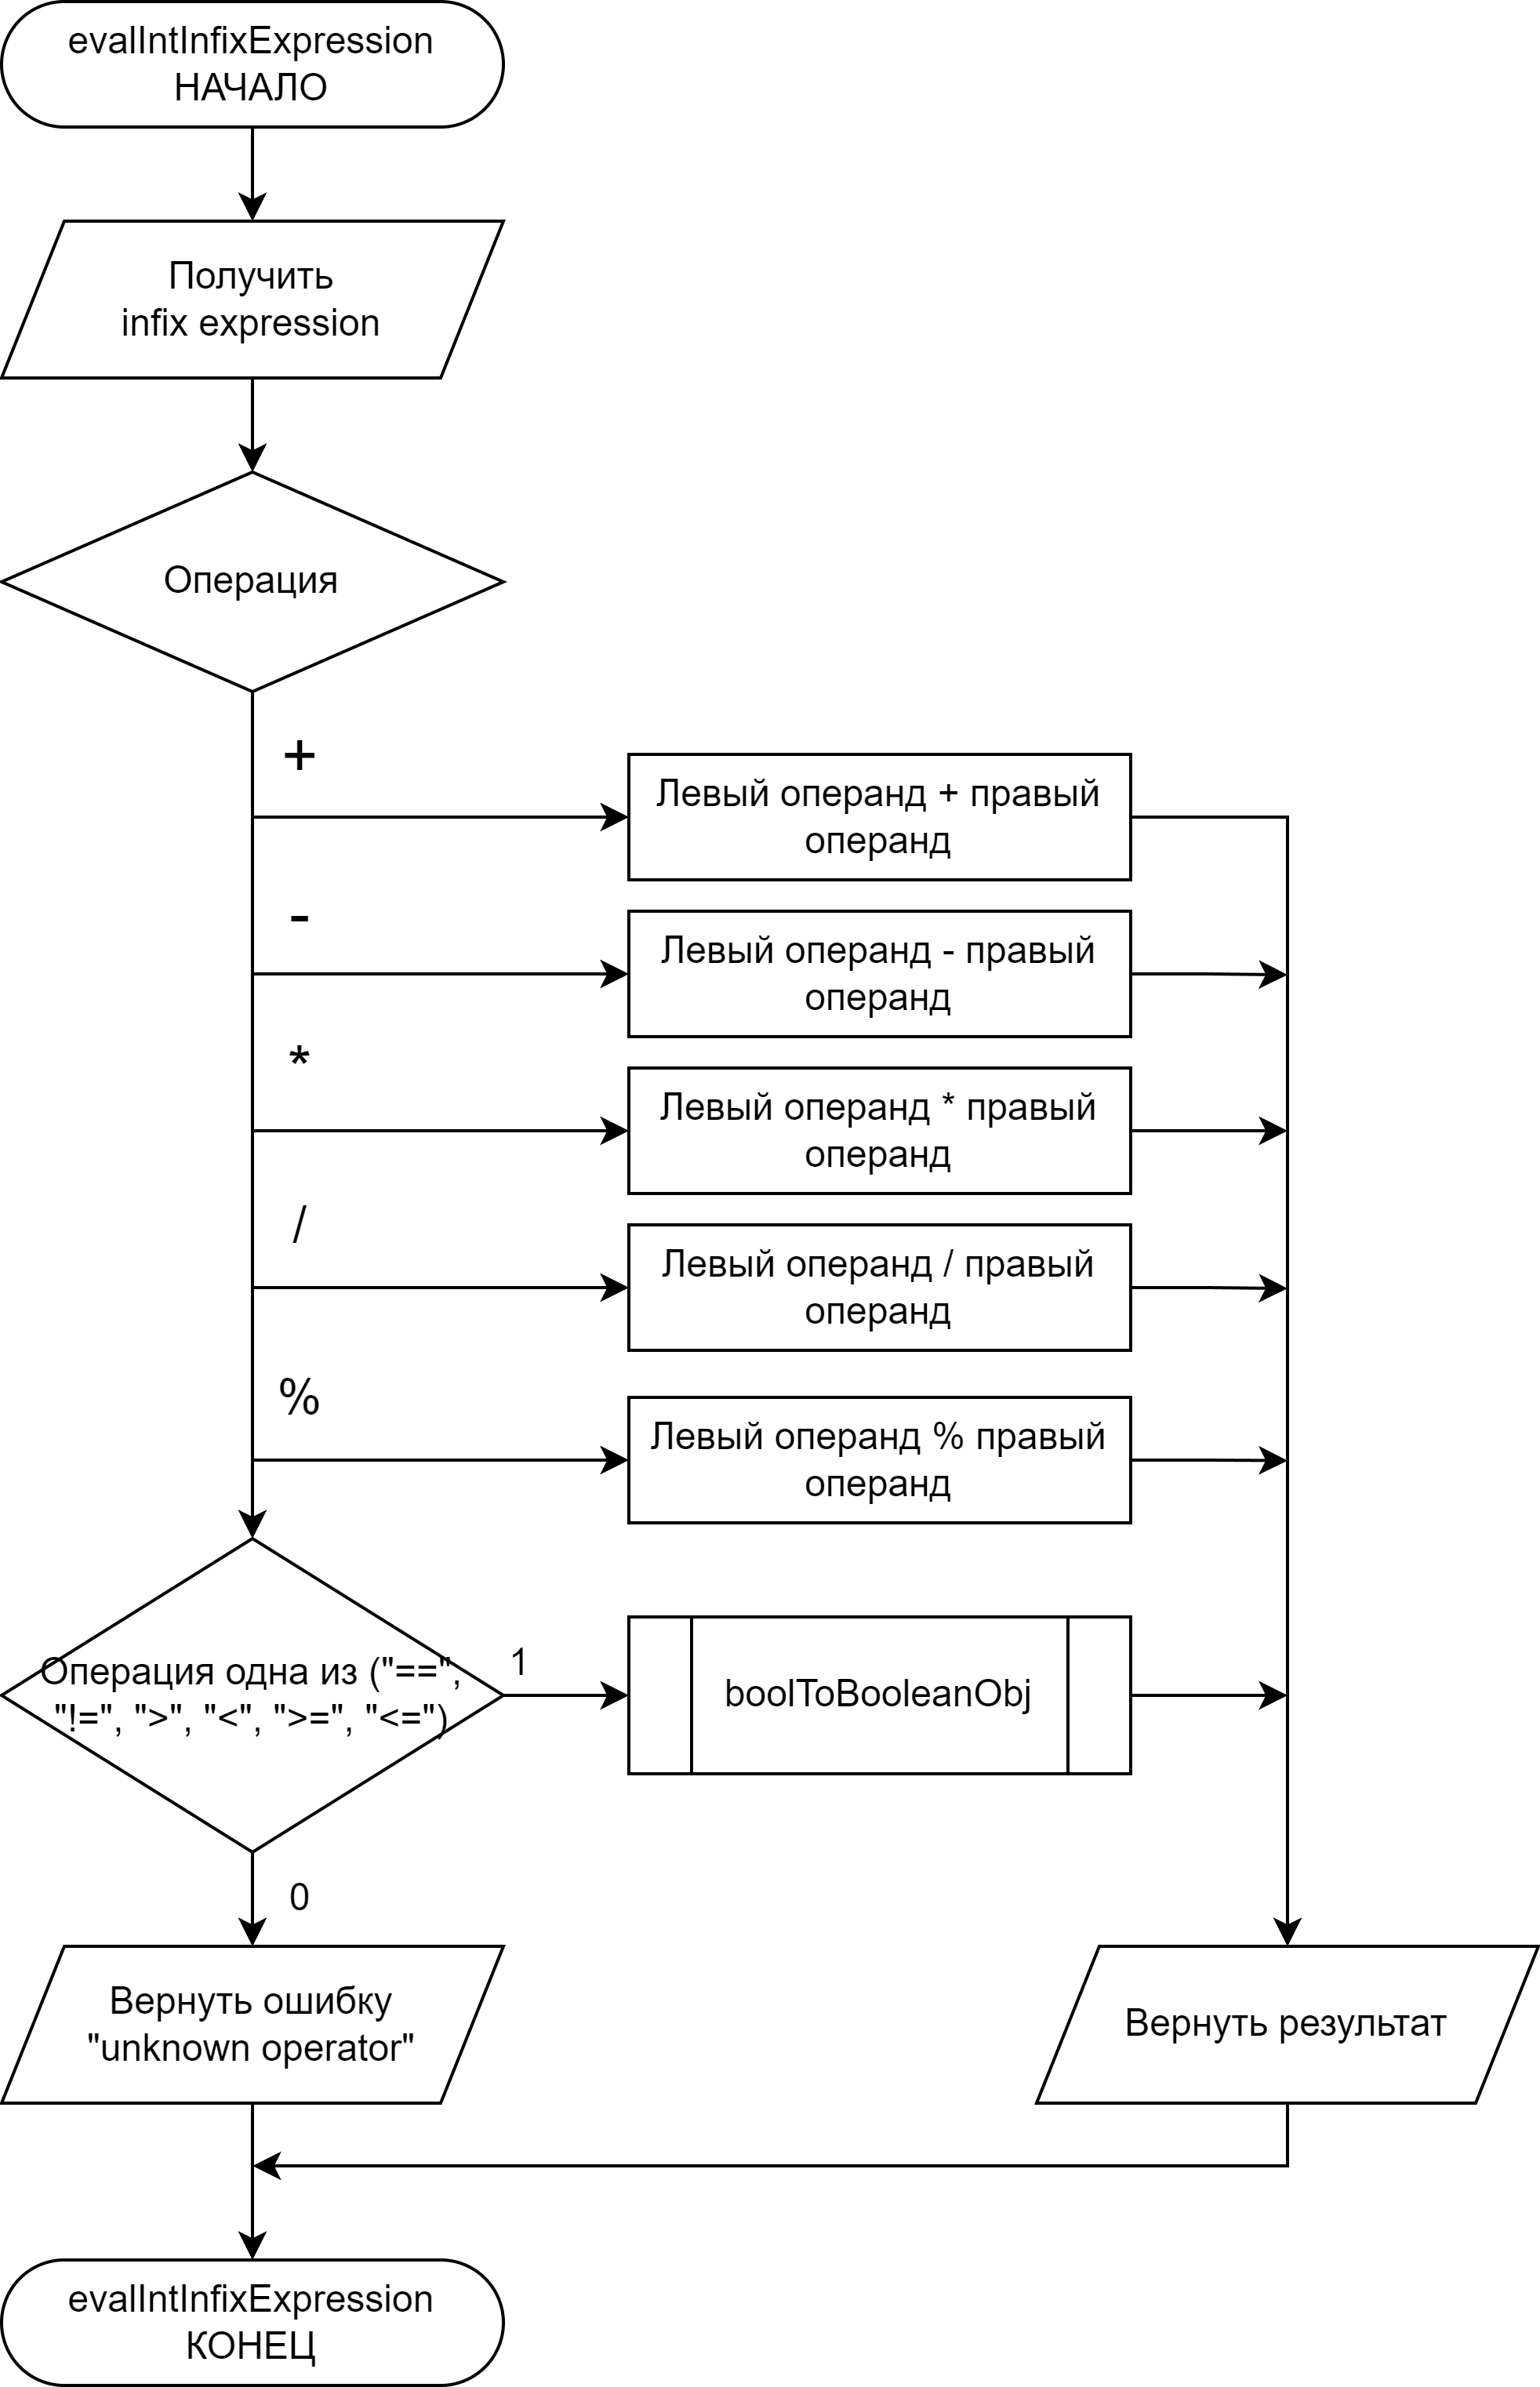 evalIntInfixExpression
НАЧАЛО
Получить
infix expression
Операция
+
Левый операнд + правый
операнд
-
Левый операнд - правый
операнд
*
Левый операнд * правый
операнд
/
Левый операнд / правый
операнд
%
Левый операнд % правый
операнд
Операция одна из ("==",
"!=", ">", "<", ">=", "<=")
1
boolToBooleanObj
0
Вернуть ошибку
"unknown operator"
Вернуть результат
evalIntInfixExpression
КОНЕЦ